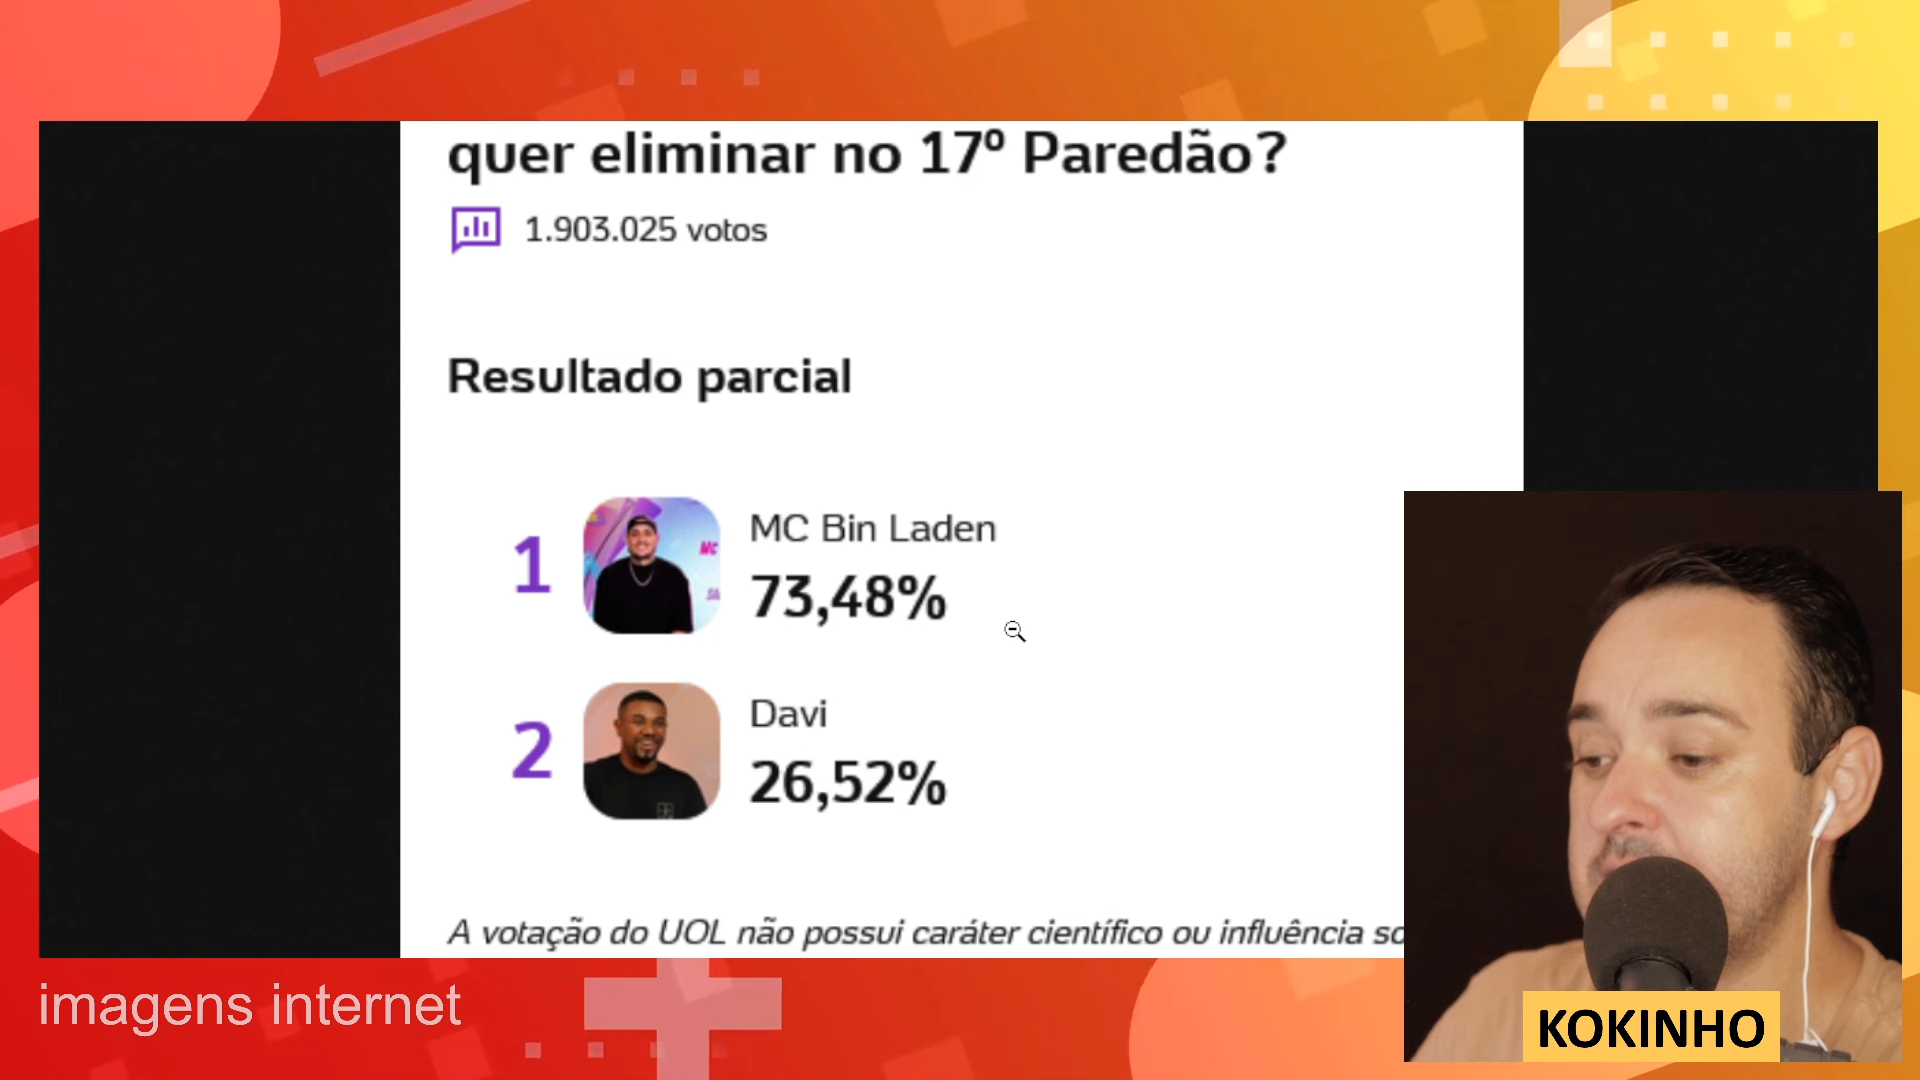 quer eliminar no 17º Paredão?
1.903.025 votos
Resultado parcial
1
MC Bin Laden
73,48%
2
Davi
26,52%
A votação do UOL não possui caráter científico ou influência so
imagens internet
KOKINHO